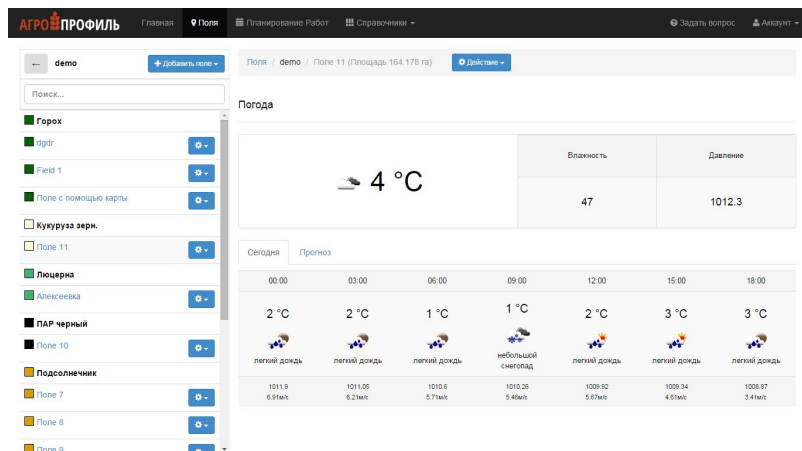 АГРОПРОФИЛЬ
Главная
Поля
Планирование Работ
Справочники
Задать вопрос
Аккаунт
← demo
Добавить поле
Поля / demo / Поле 11 (Площадь 164.178 га)
Действие
Поиск...
Погода
Горох
dgdr
Field 1
Поле с помощью карты
Кукуруза зерн.
Поле 11
Люцерна
Алексеевка
ПАР черный
Поле 10
Подсолнечник
Поле 7
Поле 8
Поле 9
4 °C
Влажность Давление
47 1012.3
Сегодня Прогноз
00:00 03:00 06:00 09:00 12:00 15:00 18:00
2 °C 2 °C 1 °C 1 °C 2 °C 3 °C 3 °C
легкий дождь легкий дождь легкий дождь небольшой снегопад легкий дождь легкий дождь легкий дождь
1011.9 1011.05 1010.6 1010.26 1009.92 1009.34 1008.87
6.91м/с 6.21м/с 5.71м/с 5.46м/с 5.67м/с 4.61м/с 3.41м/с